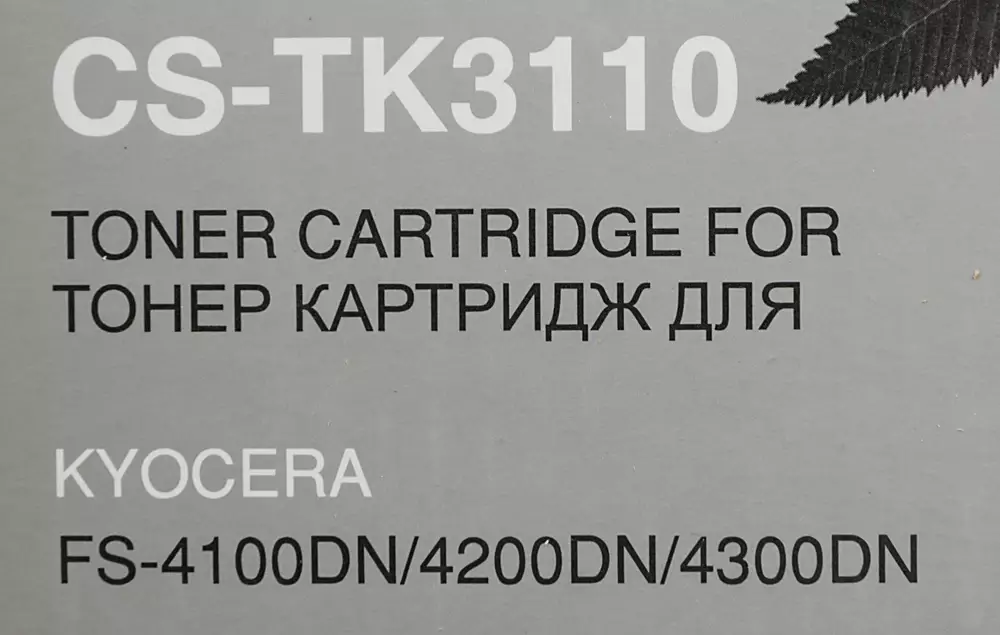 CS-TK3110
TONER CARTRIDGE FOR
ТОНЕР КАРТРИДЖ ДЛЯ
KYOCERA
FS-4100DN/4200DN/4300DN